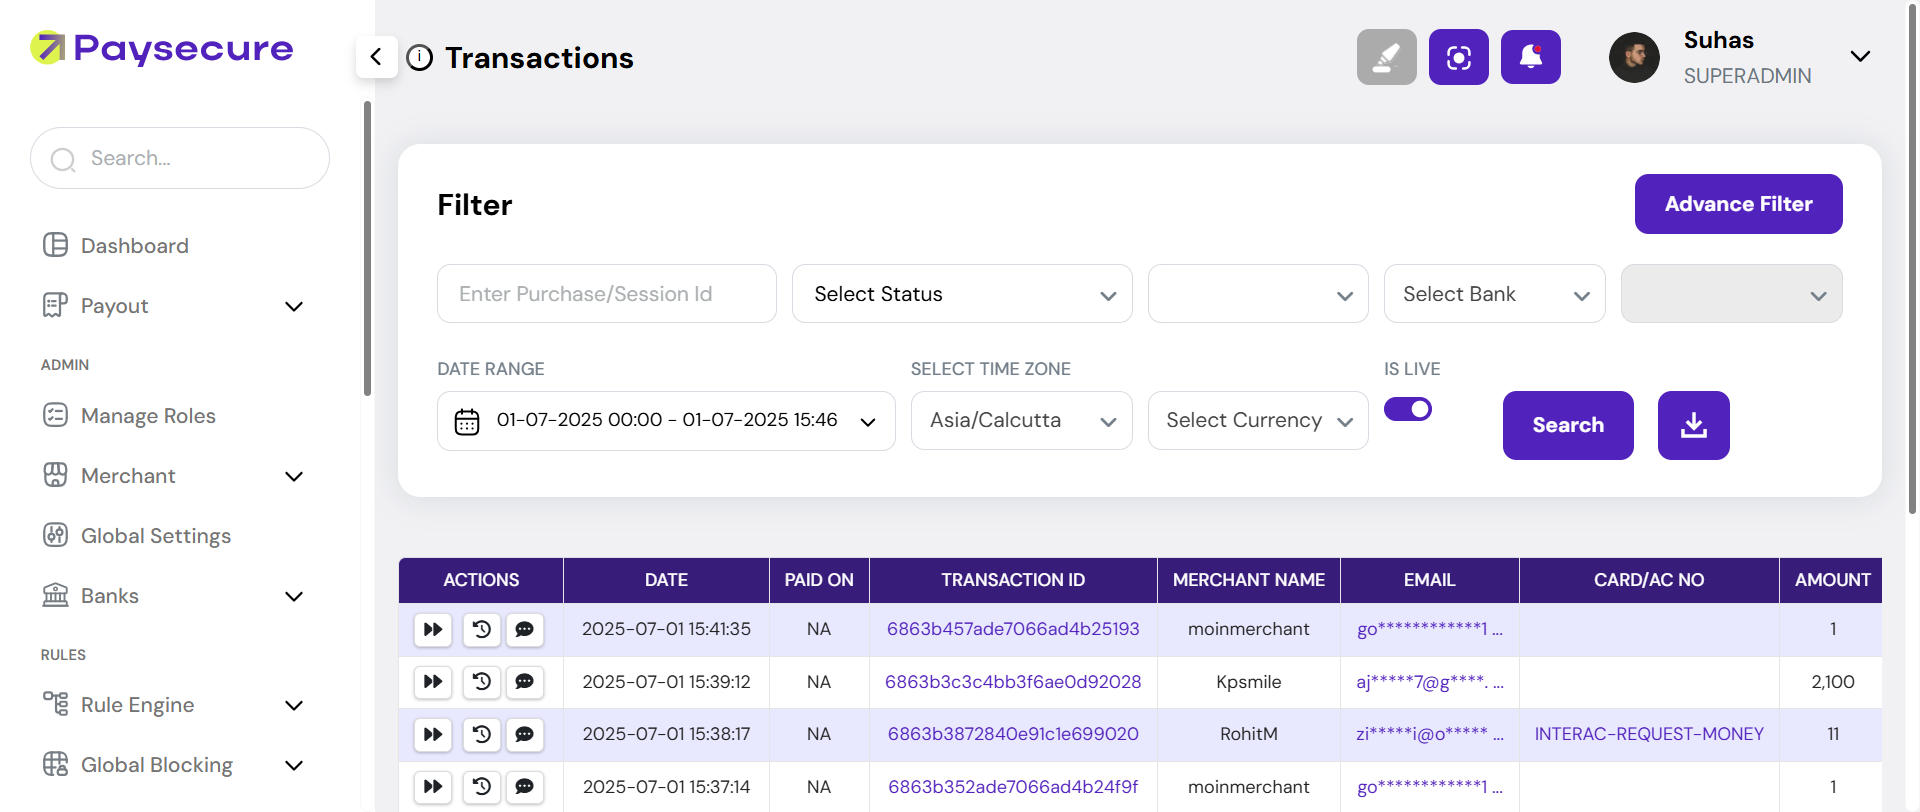 Paysecure
Transactions
Suhas
SUPERADMIN
Search...
Dashboard
Payout
ADMIN
Manage Roles
Merchant
Global Settings
Banks
RULES
Rule Engine
Global Blocking
Filter
Advance Filter
Enter Purchase/Session Id
Select Status
Select Bank
DATE RANGE
SELECT TIME ZONE
IS LIVE
01-07-2025 00:00 - 01-07-2025 15:46
Asia/Calcutta
Select Currency
Search
ACTIONS DATE PAID ON TRANSACTION ID MERCHANT NAME EMAIL CARD/AC NO AMOUNT
2025-07-01 15:41:35 NA 6863b457ade7066ad4b25193 moinmerchant go************1 ... 1
2025-07-01 15:39:12 NA 6863b3c3c4bb3f6ae0d92028 Kpsmile aj*****7@g****. ... 2,100
2025-07-01 15:38:17 NA 6863b3872840e91c1e699020 RohitM zi*****i@o***** ... INTERAC-REQUEST-MONEY 11
2025-07-01 15:37:14 NA 6863b352ade7066ad4b24f9f moinmerchant go************1 ... 1